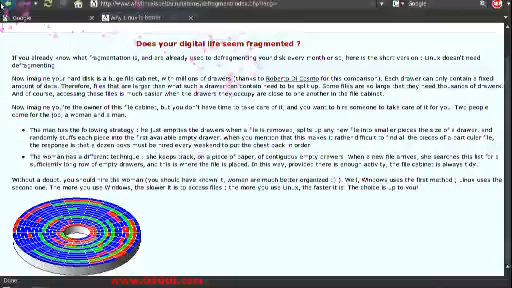 Google
why Linux is better
Google
Does your digital life seem fragmented ?
If you already know what fragmentation is, and are already used to defragmenting your disk every month or so, here is the short version : Linux doesn't need
defragmenting.
Now imagine your hard disk is a huge file cabinet, with millions of drawers (thanks to Roberto Di Cosmo for this comparison). Each drawer can only contain a fixed
amount of data. Therefore, files that are larger than what such a drawer can contain need to be split up. Some files are so large that they need thousands of drawers.
And of course, accessing these files is much easier when the drawers they occupy are close to one another in the file cabinet.
Now imagine you're the owner of this file cabinet, but you don't have time to take care of it, and you want to hire someone to take care of it for you. Two people
come for the job, a man and a woman.
• The man has the following strategy : he just empties the drawers when a file is removed, splits up any new file into smaller pieces the size of a drawer, and
randomly stuffs each piece into the first available empty drawer. When you mention that this makes it rather difficult to find all the pieces of a particular file,
the response is that a dozen boys must be hired every weekend to put the chest back in order.
• The woman has a different technique : she keeps track, on a piece of paper, of contiguous empty drawers. When a new file arrives, she searches this list for a
sufficiently long row of empty drawers, and this is where the file is placed. In this way, provided there is enough activity, the file cabinet is always tidy.
Without a doubt, you should hire the woman (you should have known it, women are much better organized :) ). Well, Windows uses the first method ; Linux uses the
second one. The more you use Windows, the slower it is to access files ; the more you use Linux, the faster it is. The choice is up to you!
Done